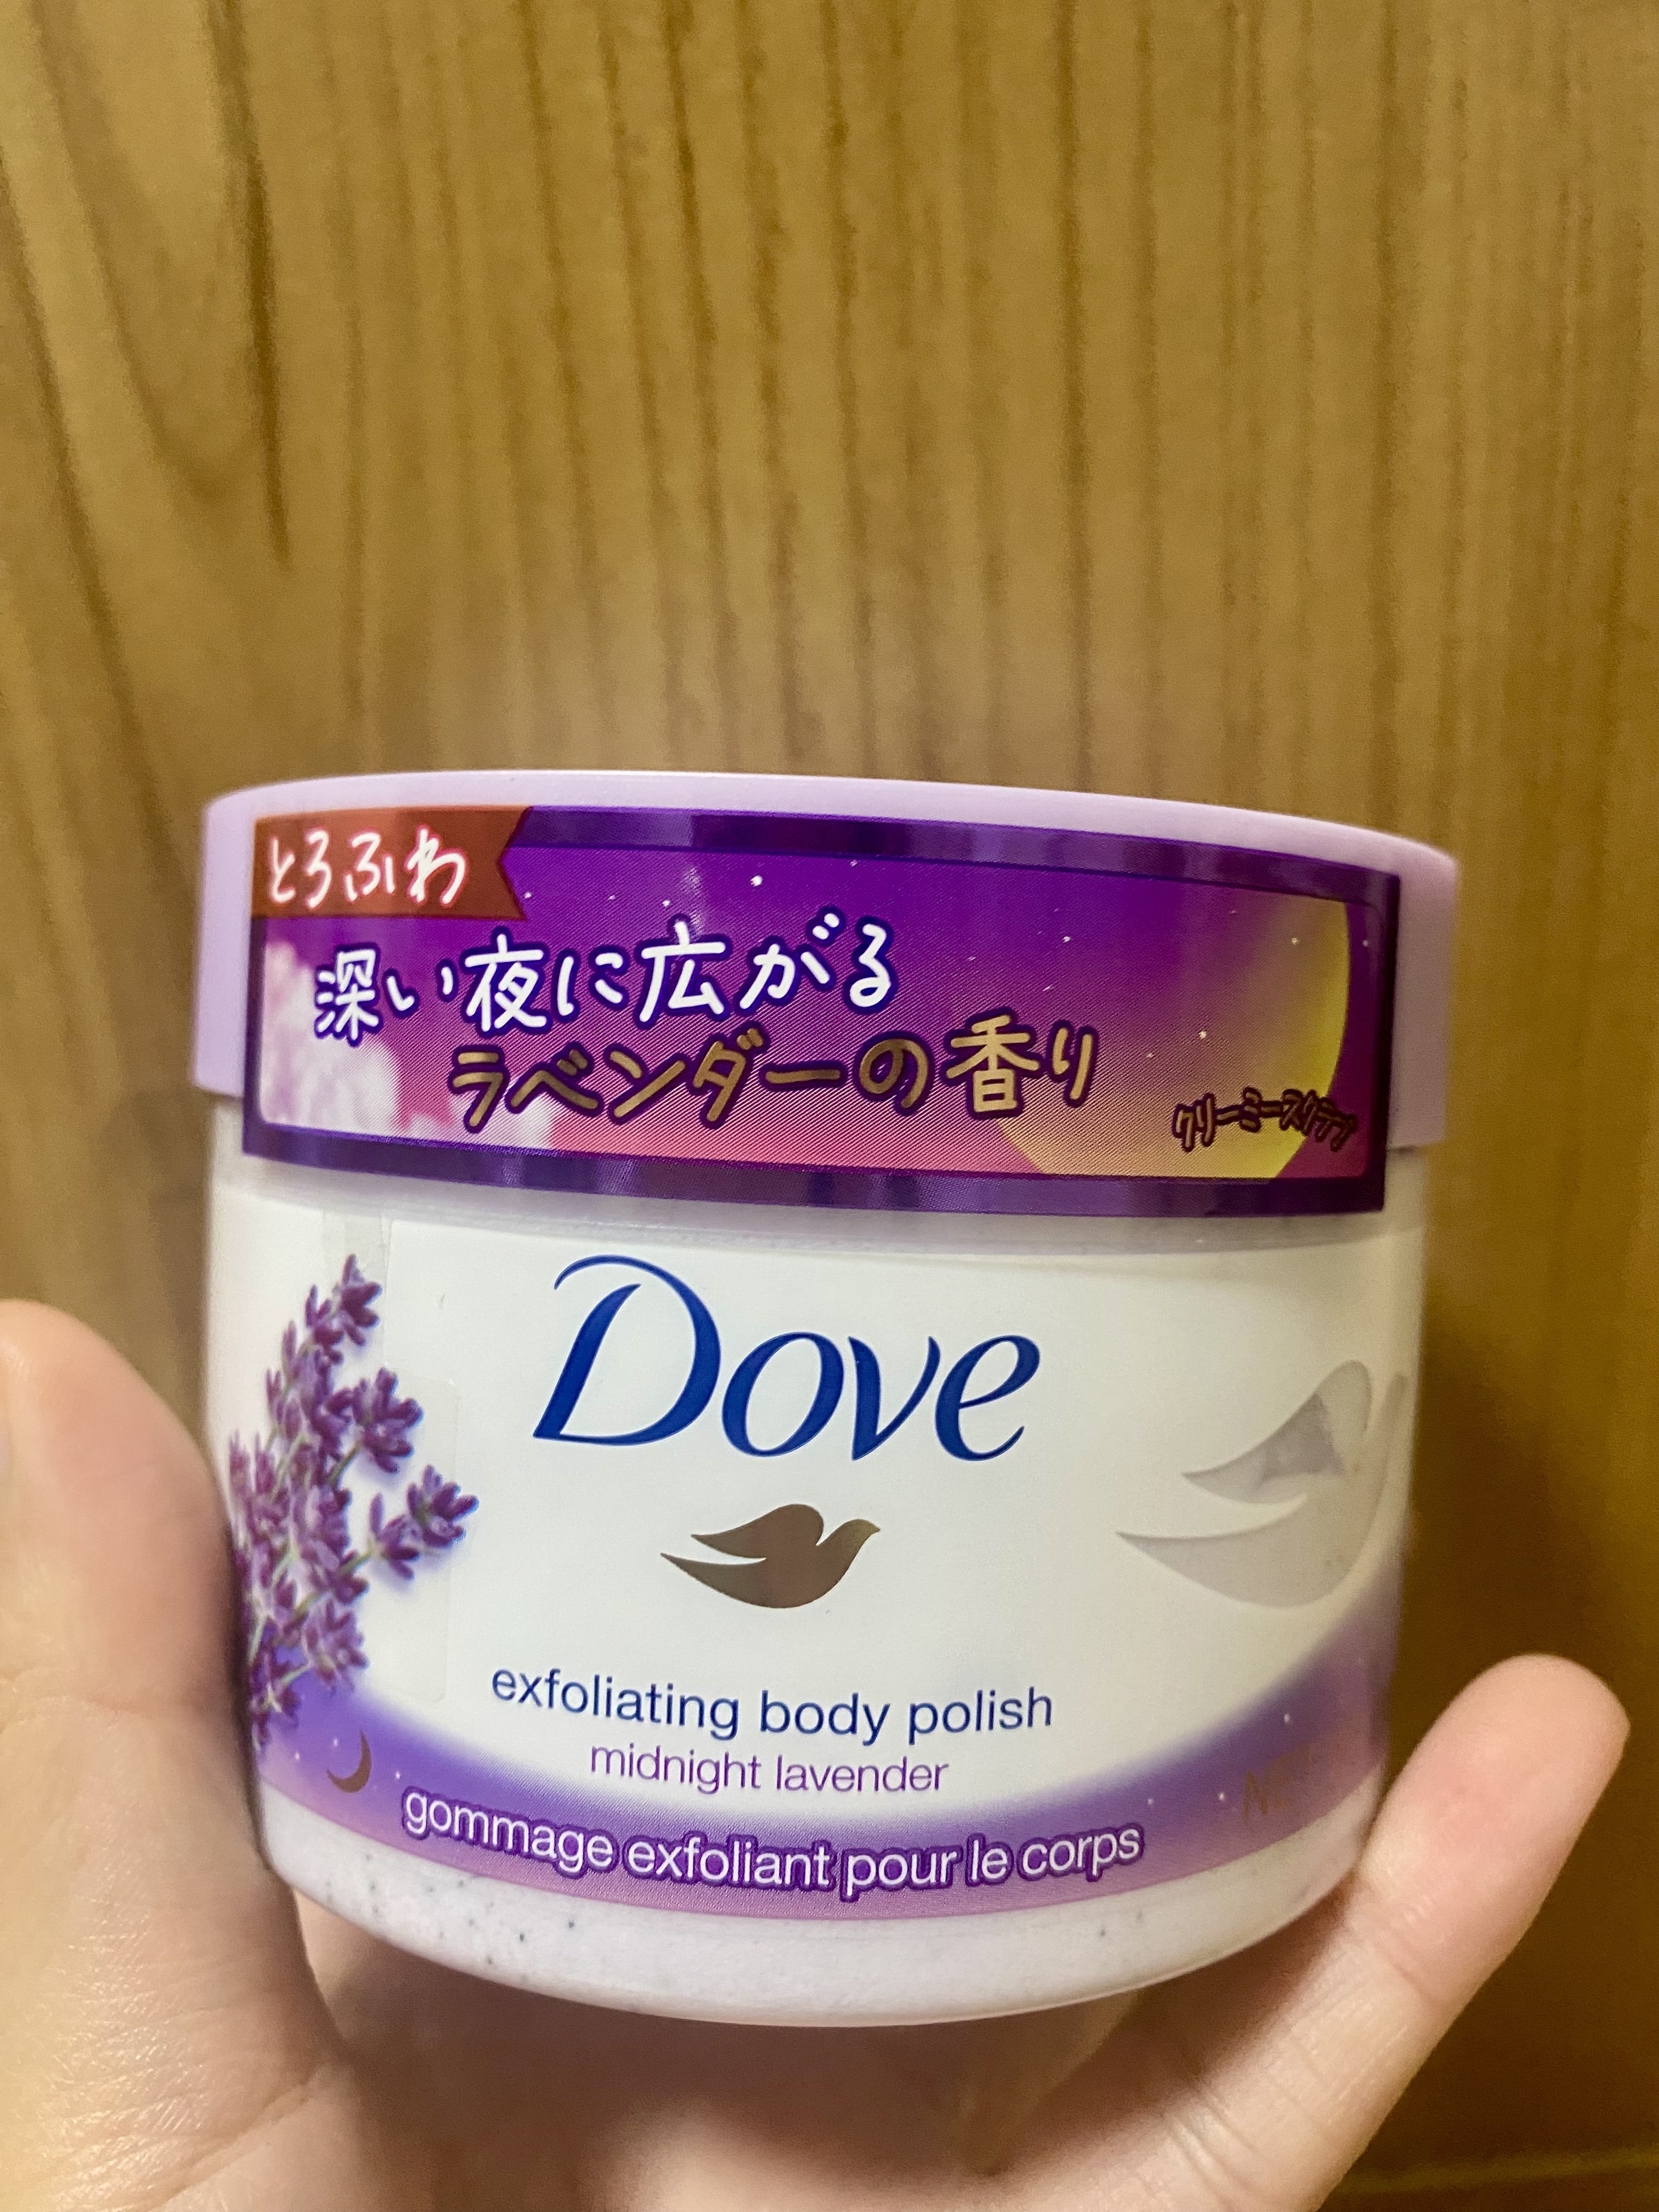 とろふわ
深い夜に広がる
ラベンダーの香り
クリーミースクラブ
Dove
exfoliating body polish
midnight lavender
gommage exfoliant pour le corps